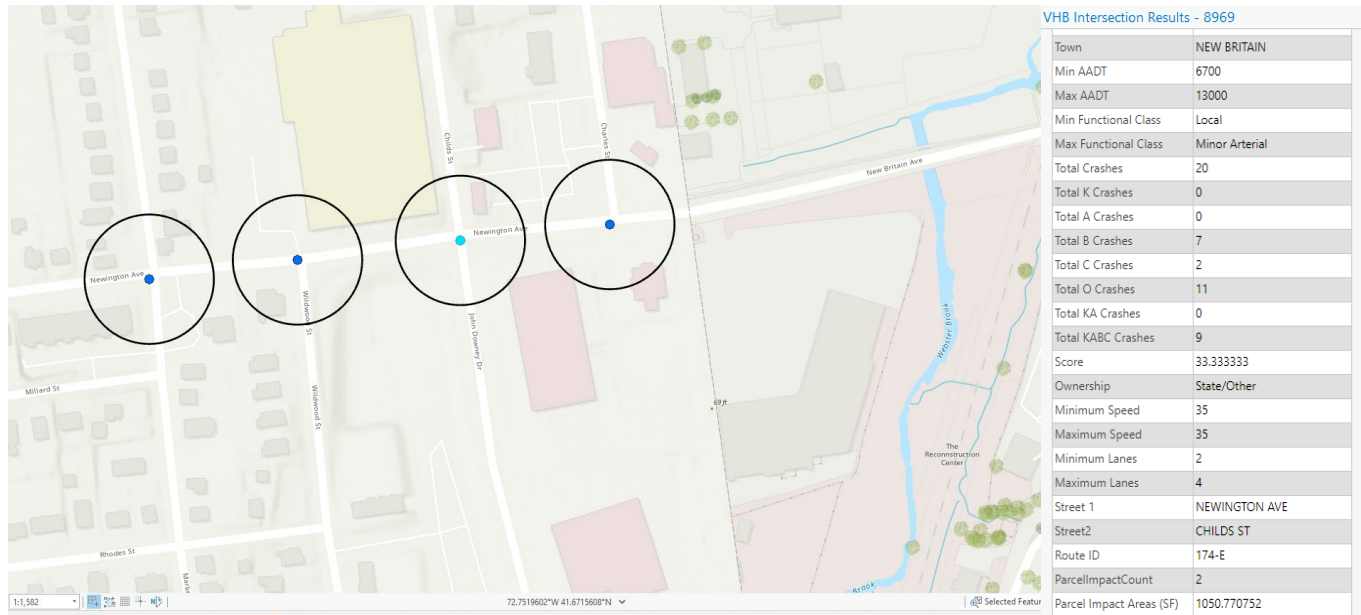 VHB Intersection Results - 8969
Town NEW BRITAIN
Min AADT 6700
Max AADT 13000
Min Functional Class Local
Max Functional Class Minor Arterial
Total Crashes 20
Total K Crashes 0
Total A Crashes 0
Total B Crashes 7
Total C Crashes 2
Total O Crashes 11
Total KA Crashes 0
Total KABC Crashes 9
Score 33.333333
Ownership State/Other
Minimum Speed 35
Maximum Speed 35
Minimum Lanes 2
Maximum Lanes 4
Street 1 NEWINGTON AVE
Street2 CHILDS ST
Route ID 174-E
ParcelImpactCount 2
Parcel Impact Areas (SF) 1050.770752
Childs St
Charles St
New Britain Ave
Newington Ave
Newington Ave
Wildwood St
John Downey Dr
Webster Brook
Millard St
Wildwood St
69 ft
The
Reconnstruction
Center
Rhodes St
Brook
1:1,582
72.7519602°W 41.6715608°N
Selected Featur